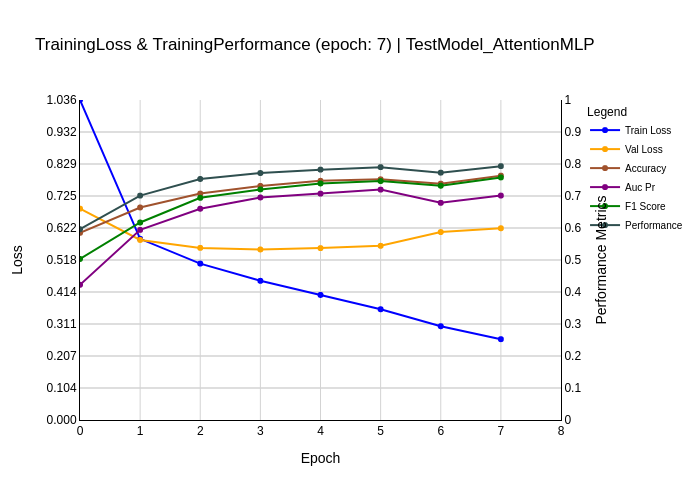 TrainingLoss & TrainingPerformance (epoch: 7) | TestModel_AttentionMLP
1.036
0.932
0.829
0.725
0.622
0.518
0.414
0.311
0.207
0.104
0.000
Loss
0
1
2
3
4
5
6
7
8
Epoch
1
0.9
0.8
0.7
0.6
0.5
0.4
0.3
0.2
0.1
0
Performance Metrics
Legend
Train Loss
Val Loss
Accuracy
Auc Pr
F1 Score
Performance